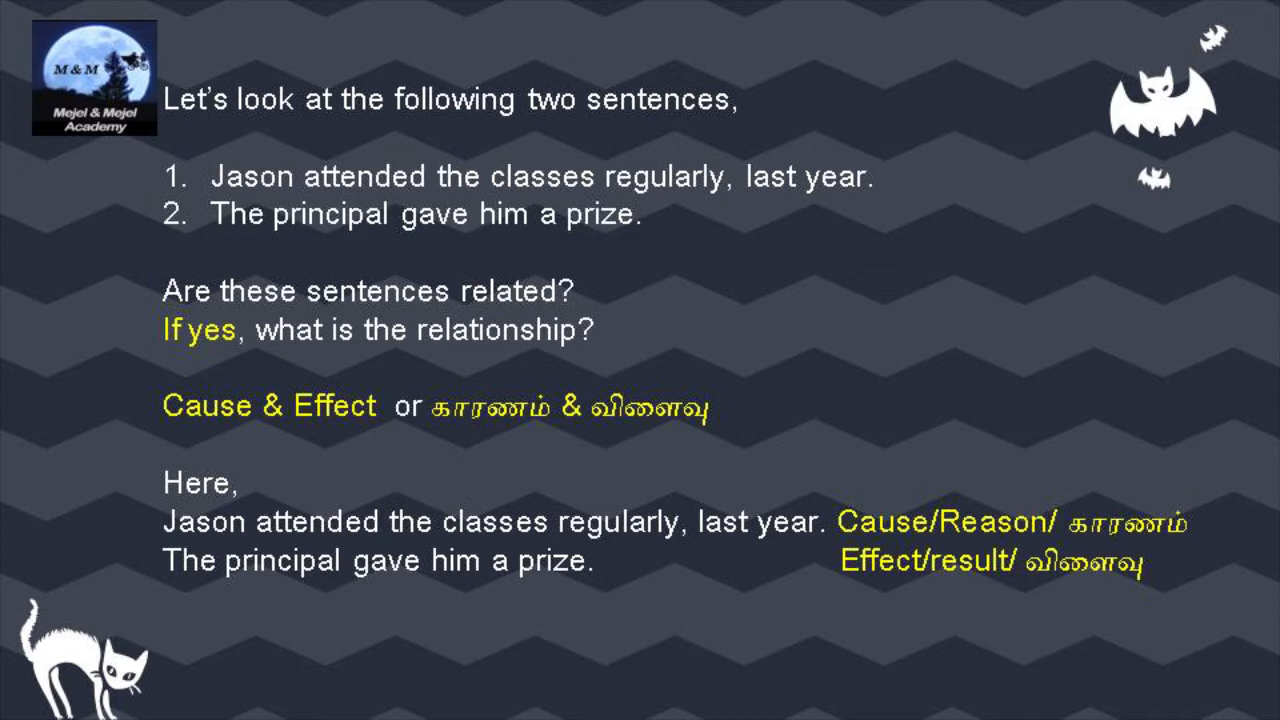 M & M
Mejel & Mejel
Academy
Let's look at the following two sentences,
1. Jason attended the classes regularly, last year.
2. The principal gave him a prize.
Are these sentences related?
If yes, what is the relationship?
Cause & Effect or காரணம் & விளைவு
Here,
Jason attended the classes regularly, last year. Cause/Reason/ காரணம்
The principal gave him a prize. Effect/result/ விளைவு